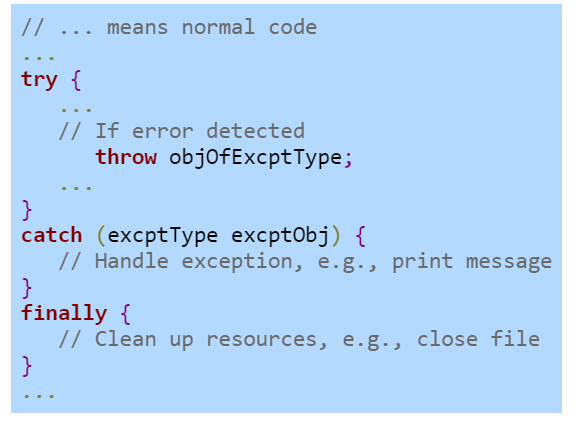 // ... means normal code
...
try {
...
// If error detected
throw objOfExcptType;
...
}
catch (excptType excptObj) {
// Handle exception, e.g., print message
}
finally {
// Clean up resources, e.g., close file
}
...